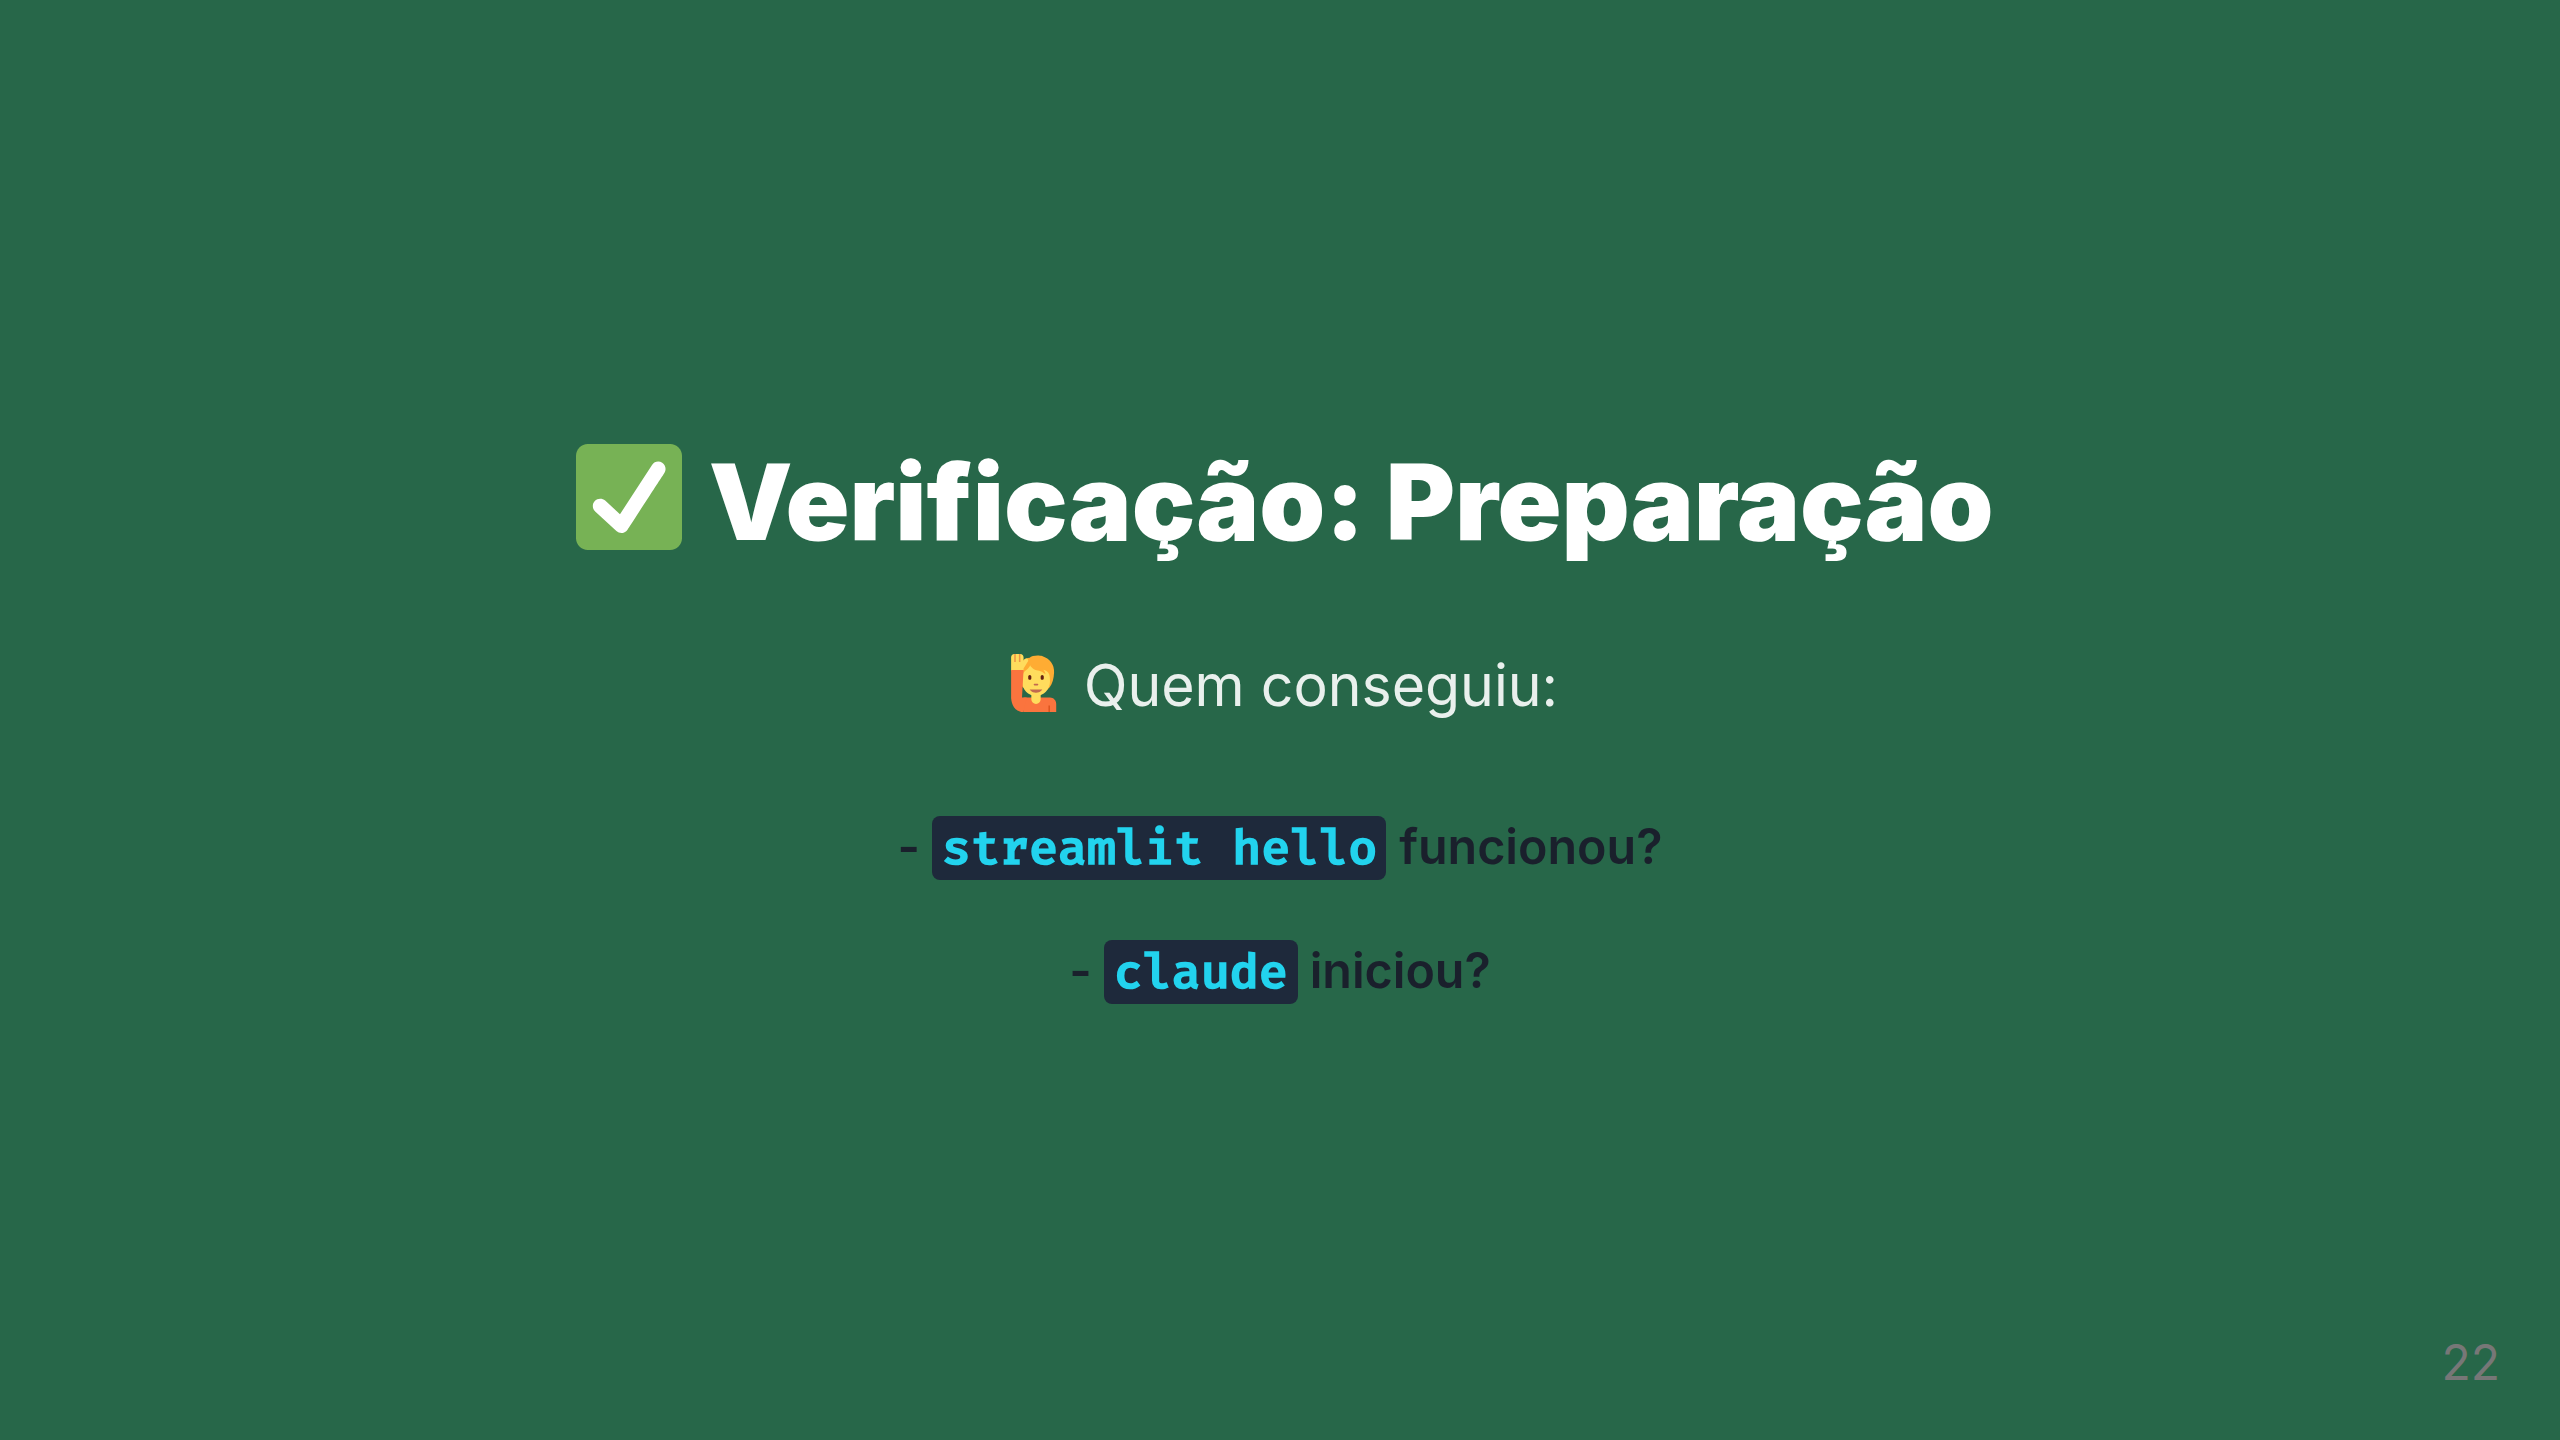 ✅ Verificação: Preparação
🙋 Quem conseguiu:
- streamlit hello funcionou?
- claude iniciou?
22